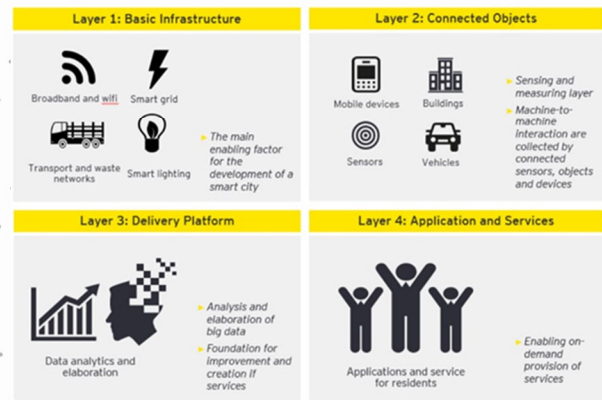 Layer 1: Basic Infrastructure
Broadband and wifi
Smart grid
Transport and waste
networks
Smart lighting
► The main
enabling factor
for the
development of a
smart city
Layer 2: Connected Objects
Mobile devices
Buildings
Sensors
Vehicles
► Sensing and
measuring layer
► Machine-to-
machine
interaction are
collected by
connected
sensors, objects
and devices
Layer 3: Delivery Platform
Data analytics and
elaboration
► Analysis and
elaboration of
big data
► Foundation for
improvement and
creation if
services
Layer 4: Application and Services
Applications and service
for residents
► Enabling on-
demand
provision of
services